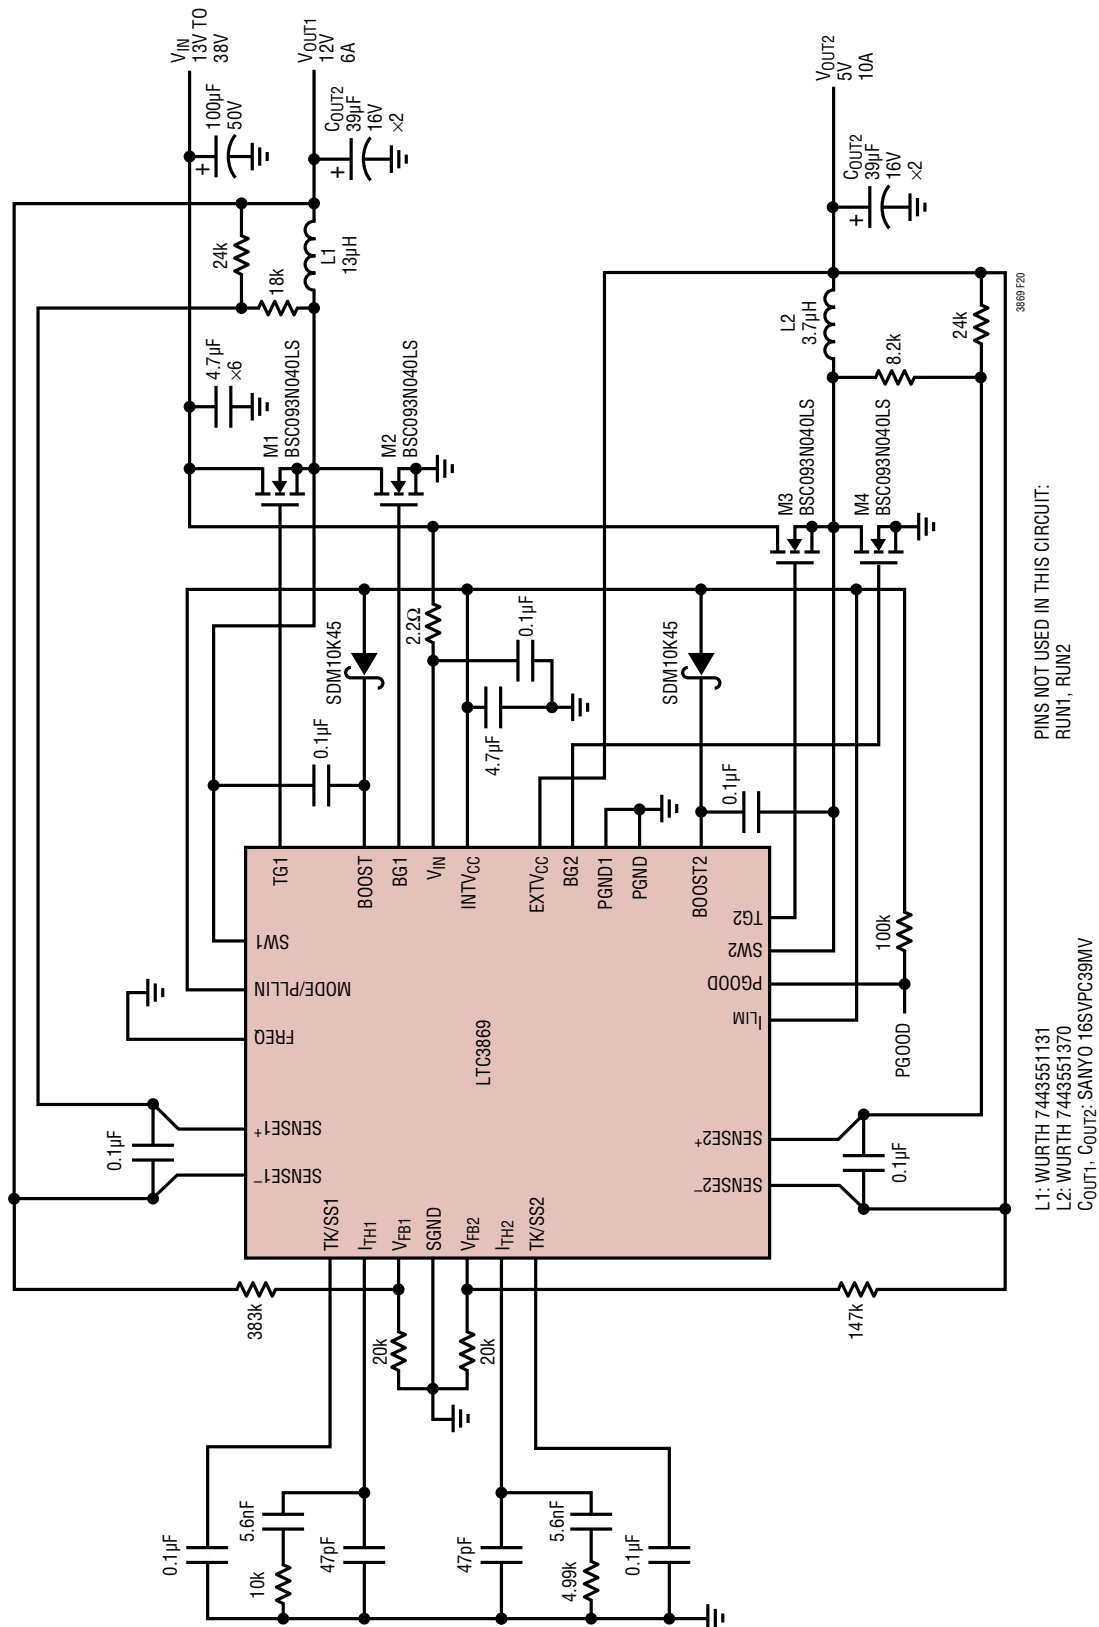 VIN
13V TO
38V
VOUT1
12V
6A
100µF
50V
COUT2
39µF
16V
×2
24k
18k
L1
13µH
4.7µF
×6
M1
BSC093N040LS
M2
BSC093N040LS
VOUT2
5V
10A
COUT2
39µF
16V
×2
L2
3.7µH
8.2k
24k
3869 F20
M3
BSC093N040LS
M4
BSC093N040LS
SDM10K45
2.2Ω
0.1µF
0.1µF
4.7µF
SDM10K45
0.1µF
TG1
BOOST
BG1
VIN
INTVCC
EXTVCC
BG2
PGND1
PGND
BOOST2
SW1
MODE/PLLIN
FREQ
SENSE1+
SENSE1–
LTC3869
TG2
SW2
PGOOD
ILIM
SENSE2+
SENSE2–
TK/SS1
ITH1
VFB1
SGND
VFB2
ITH2
TK/SS2
0.1µF
100k
PGOOD
0.1µF
383k
20k
20k
147k
0.1µF
5.6nF
10k
47pF
47pF
5.6nF
4.99k
0.1µF
L1: WURTH 7443551131
L2: WURTH 7443551370
COUT1, COUT2: SANYO 16SVPC39MV
PINS NOT USED IN THIS CIRCUIT:
RUN1, RUN2